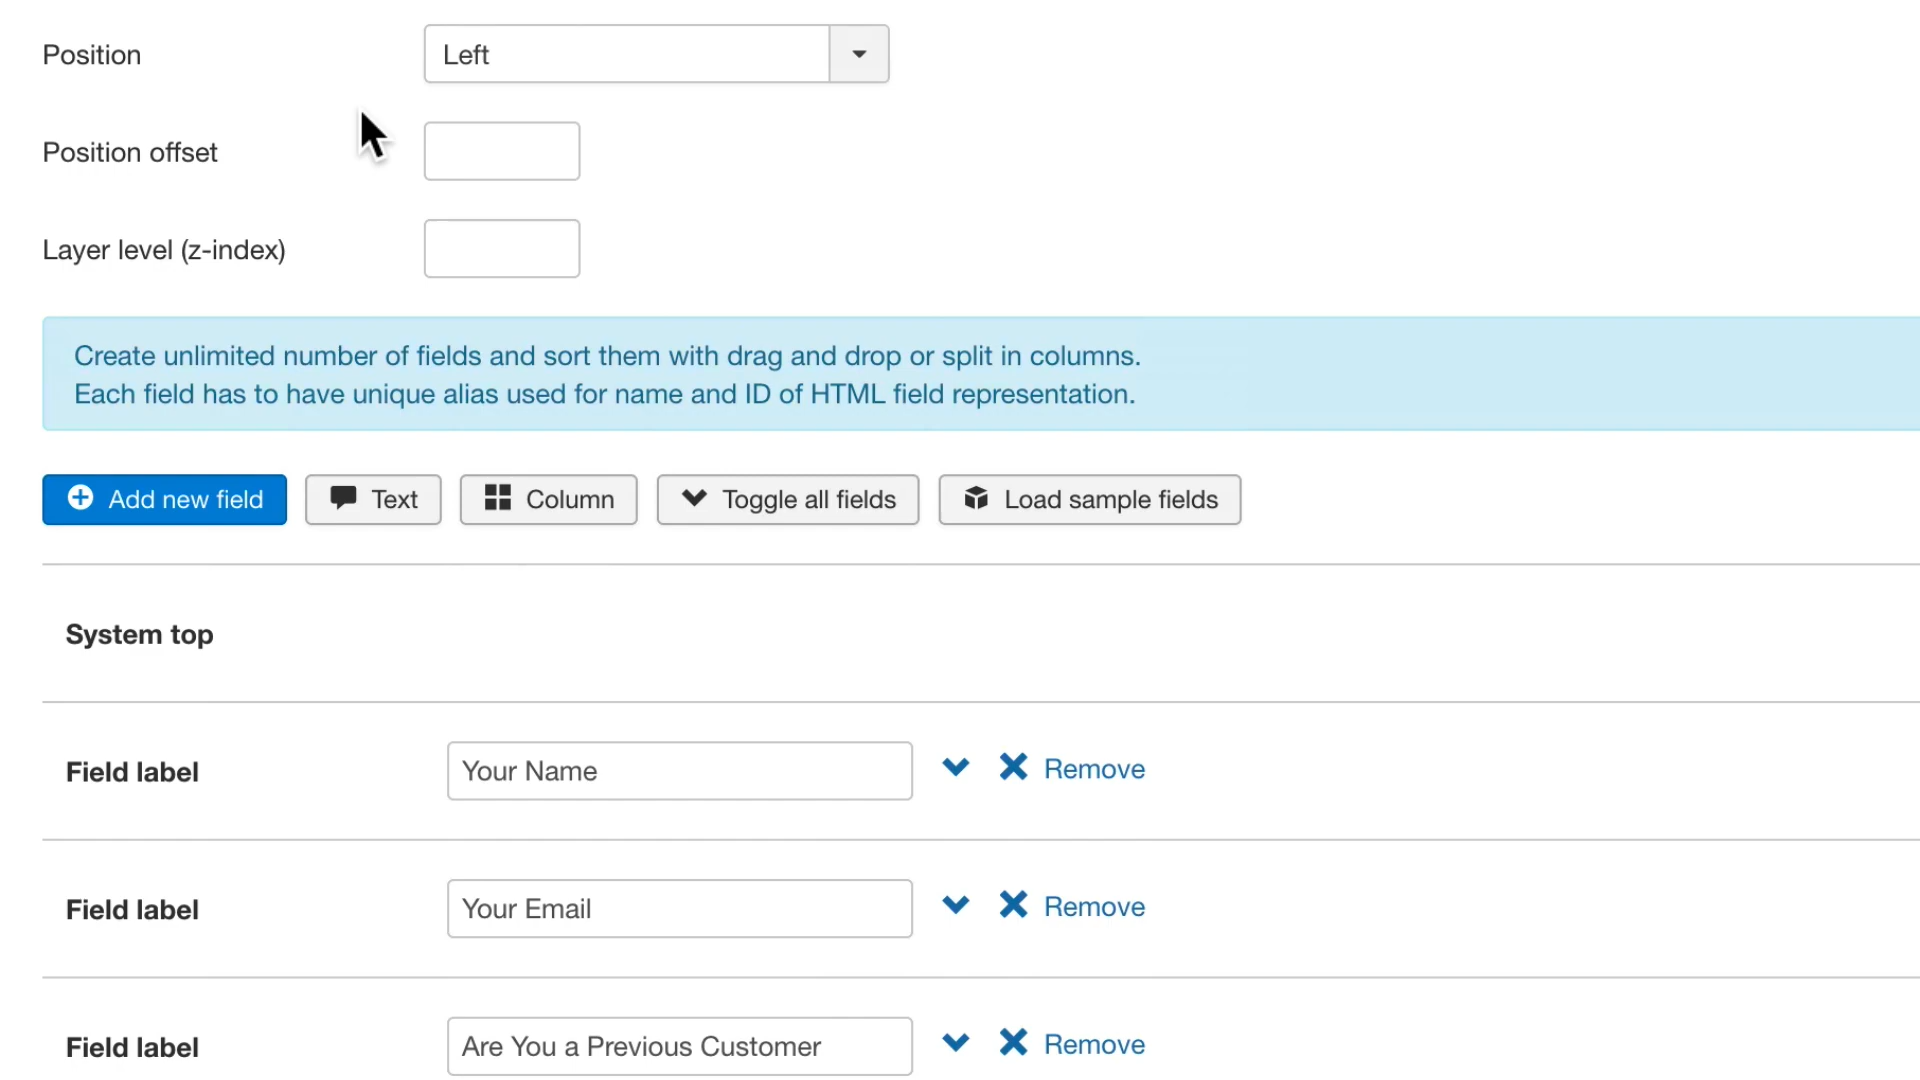 Position
Left
Position offset
Layer level (z-index)
Create unlimited number of fields and sort them with drag and drop or split in columns.
Each field has to have unique alias used for name and ID of HTML field representation.
Add new field
Text
Column
Toggle all fields
Load sample fields
System top
Field label
Your Name
Remove
Field label
Your Email
Remove
Field label
Are You a Previous Customer
Remove